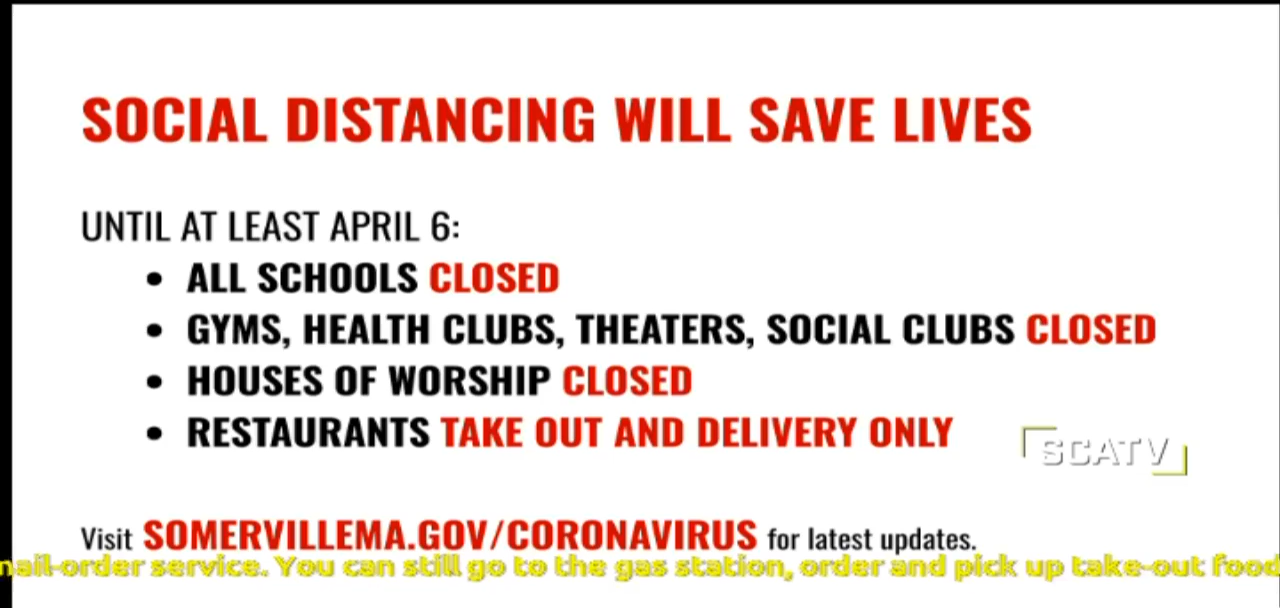 SOCIAL DISTANCING WILL SAVE LIVES
UNTIL AT LEAST APRIL 6:
• ALL SCHOOLS CLOSED
• GYMS, HEALTH CLUBS, THEATERS, SOCIAL CLUBS CLOSED
• HOUSES OF WORSHIP CLOSED
• RESTAURANTS TAKE OUT AND DELIVERY ONLY
SCATV
Visit SOMERVILLEMA.GOV/CORONAVIRUS for latest updates.
mail-order service. You can still go to the gas station, order and pick up take-out food